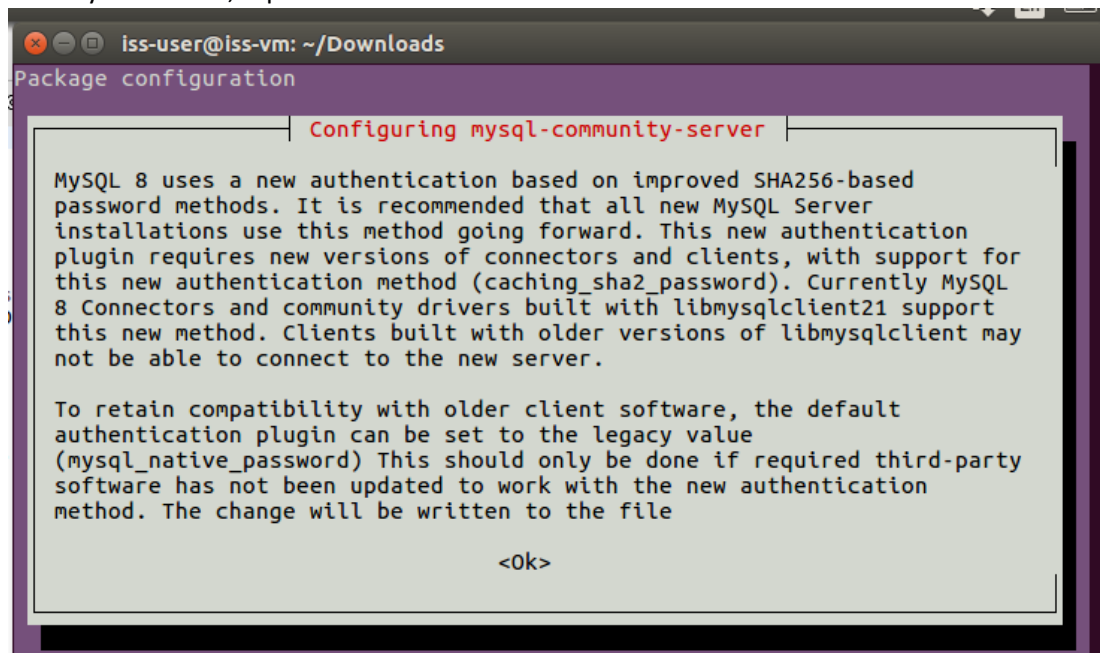 En
iss-user@iss-vm: ~/Downloads
Package configuration
Configuring mysql-community-server
MySQL 8 uses a new authentication based on improved SHA256-based
password methods. It is recommended that all new MySQL Server
installations use this method going forward. This new authentication
plugin requires new versions of connectors and clients, with support for
this new authentication method (caching_sha2_password). Currently MySQL
8 Connectors and community drivers built with libmysqlclient21 support
this new method. Clients built with older versions of libmysqlclient may
not be able to connect to the new server.
To retain compatibility with older client software, the default
authentication plugin can be set to the legacy value
(mysql_native_password) This should only be done if required third-party
software has not been updated to work with the new authentication
method. The change will be written to the file
<Ok>